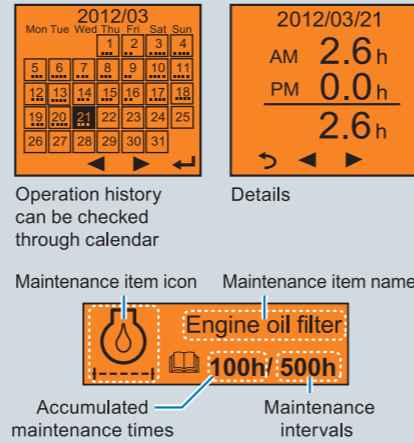 2012/03
Mon Tue Wed Thu Fri Sat Sun
1 2 3 4
5 6 7 8 9 10 11
12 13 14 15 16 17 18
19 20 21 22 23 24 25
26 27 28 29 30 31
Operation history
can be checked
through calendar
2012/03/21
AM 2.6h
PM 0.0h
2.6h
Details
Maintenance item icon
Maintenance item name
Engine oil filter
100h/ 500h
Accumulated
maintenance times
Maintenance
intervals